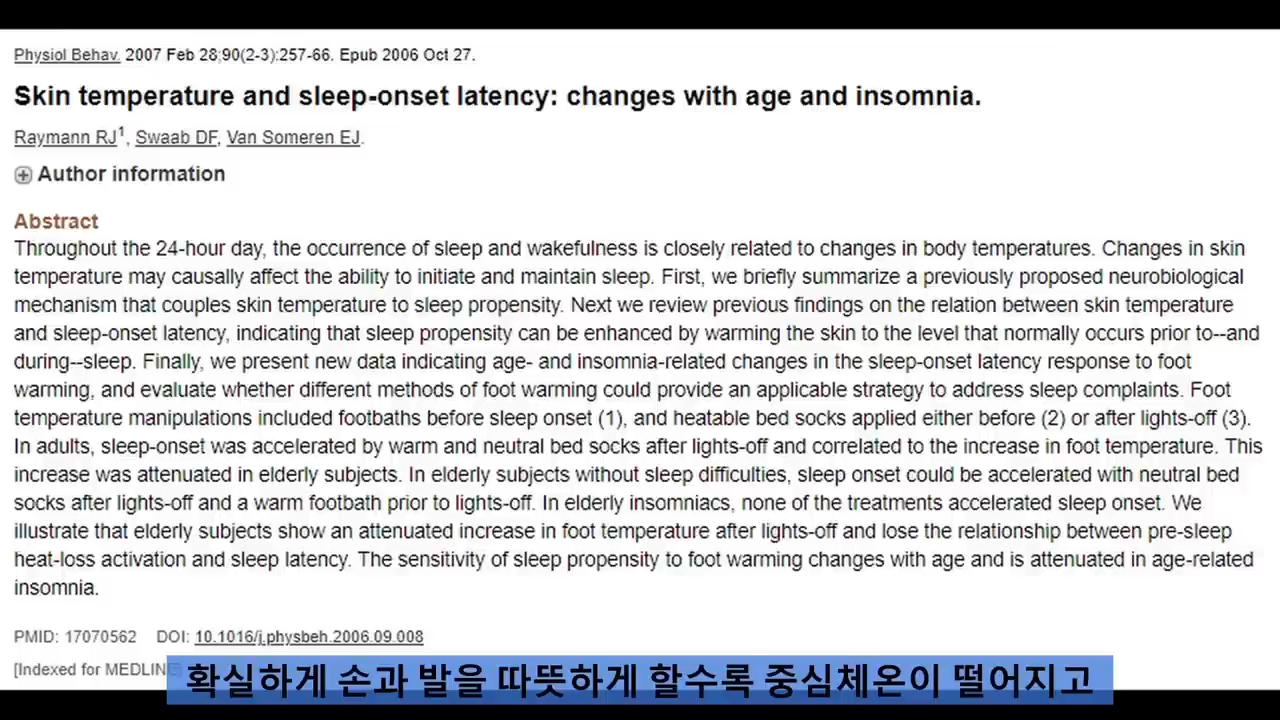 Physiol Behav. 2007 Feb 28;90(2-3):257-66. Epub 2006 Oct 27.
Skin temperature and sleep-onset latency: changes with age and insomnia.
Raymann RJ1, Swaab DF, Van Someren EJ.
Author information
Abstract
Throughout the 24-hour day, the occurrence of sleep and wakefulness is closely related to changes in body temperatures. Changes in skin
temperature may causally affect the ability to initiate and maintain sleep. First, we briefly summarize a previously proposed neurobiological
mechanism that couples skin temperature to sleep propensity. Next we review previous findings on the relation between skin temperature
and sleep-onset latency, indicating that sleep propensity can be enhanced by warming the skin to the level that normally occurs prior to--and
during--sleep. Finally, we present new data indicating age- and insomnia-related changes in the sleep-onset latency response to foot
warming, and evaluate whether different methods of foot warming could provide an applicable strategy to address sleep complaints. Foot
temperature manipulations included footbaths before sleep onset (1), and heatable bed socks applied either before (2) or after lights-off (3).
In adults, sleep-onset was accelerated by warm and neutral bed socks after lights-off and correlated to the increase in foot temperature. This
increase was attenuated in elderly subjects. In elderly subjects without sleep difficulties, sleep onset could be accelerated with neutral bed
socks after lights-off and a warm footbath prior to lights-off. In elderly insomniacs, none of the treatments accelerated sleep onset. We
illustrate that elderly subjects show an attenuated increase in foot temperature after lights-off and lose the relationship between pre-sleep
heat-loss activation and sleep latency. The sensitivity of sleep propensity to foot warming changes with age and is attenuated in age-related
insomnia.
PMID: 17070562 DOI: 10.1016/j.physbeh.2006.09.008
[Indexed for MEDLINE
확실하게 손과 발을 따뜻하게 할수록 중심체온이 떨어지고